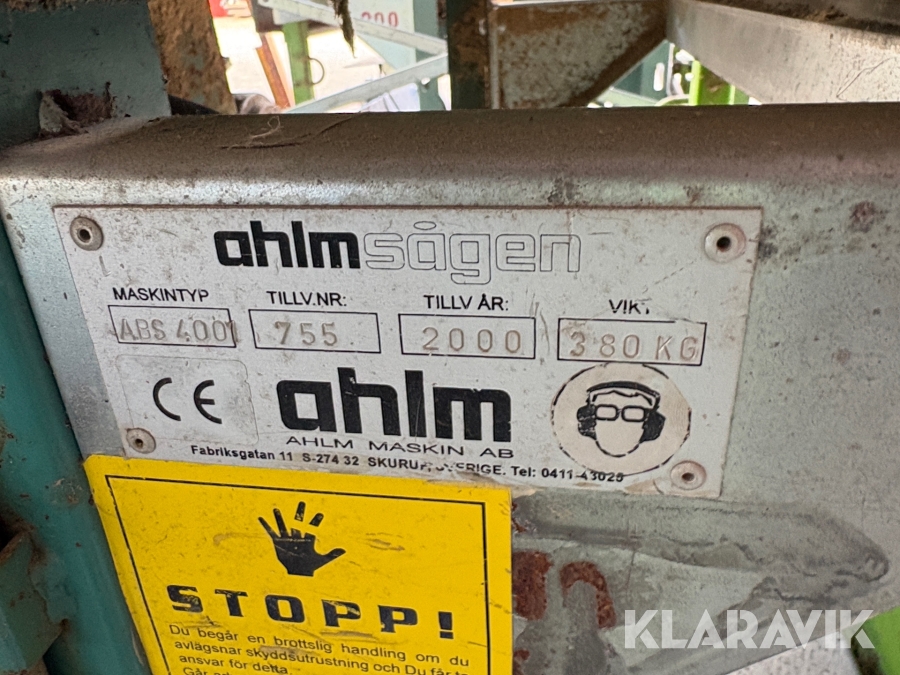 200
ahlmsågen
MASKINTYP TILLV.NR: TILLV ÅR: VIKT
ABS 4001 755 2000 380 KG
CE ahlm
AHLM MASKIN AB
Fabriksgatan 11 S-274 32 SKURUP, SVERIGE. Tel: 0411-43025
STOPP!
Du begår en brottslig handling om du
avlägsnar skyddsutrustning och Du får ta
ansvar för detta.
KLARAVIK